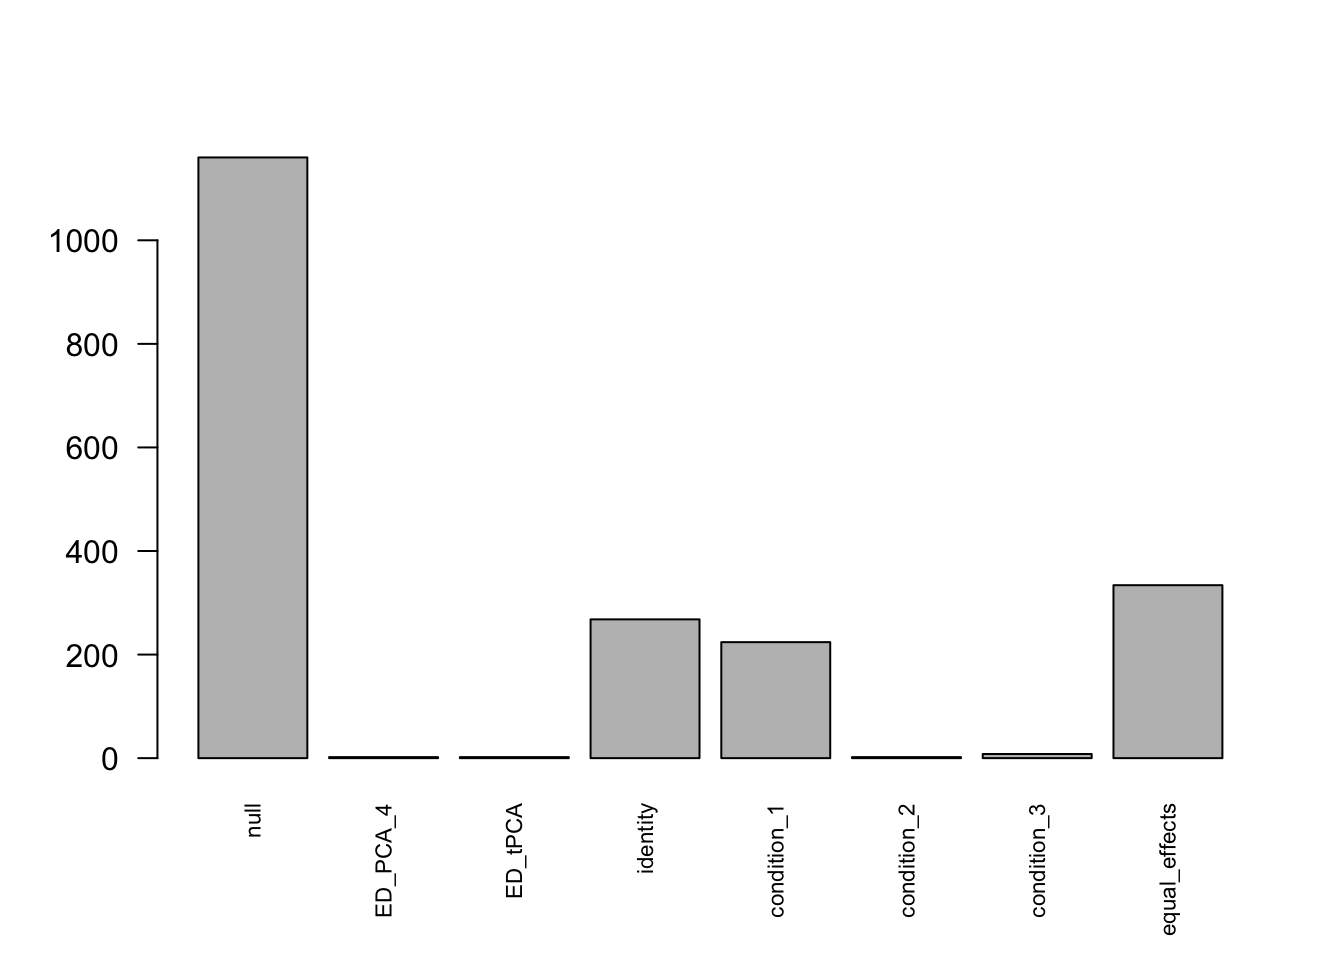 1000
800
600
400
200
0
null
ED_PCA_4
ED_tPCA
identity
condition_1
condition_2
condition_3
equal_effects